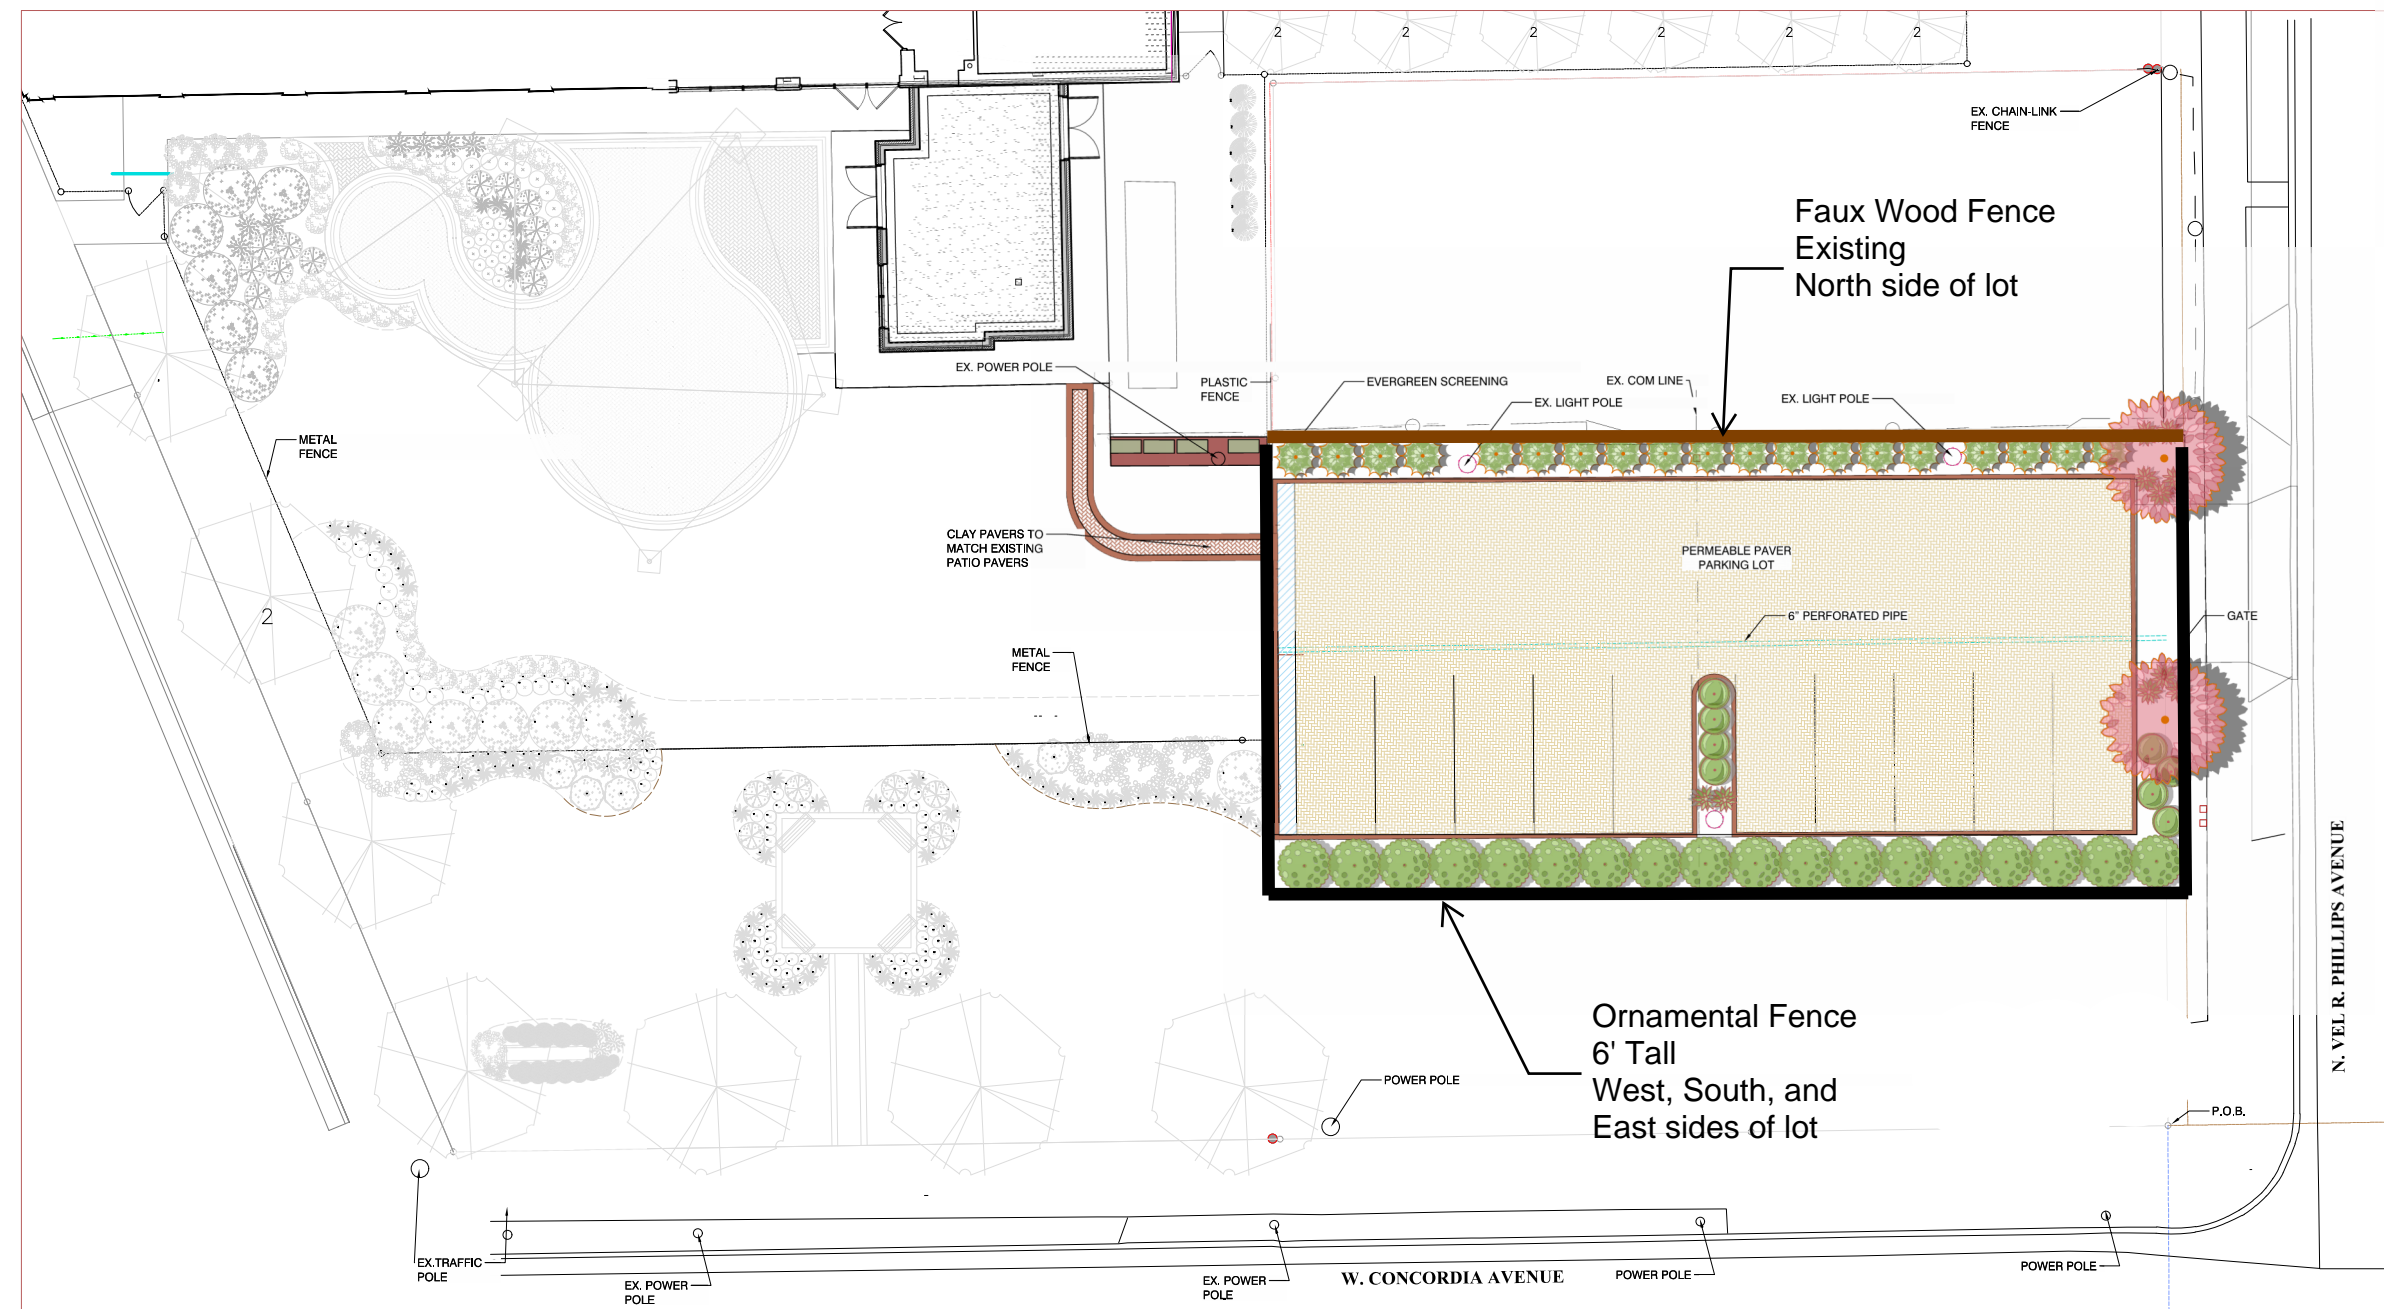 2
2
2
2
2
2
EX. CHAIN-LINK
FENCE
Faux Wood Fence
Existing
North side of lot
EX. POWER POLE
PLASTIC
FENCE
EVERGREEN SCREENING
EX. COM LINE
EX. LIGHT POLE
EX. LIGHT POLE
METAL
FENCE
CLAY PAVERS TO
MATCH EXISTING
PATIO PAVERS
PERMEABLE PAVER
PARKING LOT
6" PERFORATED PIPE
GATE
2
METAL
FENCE
N. VEL R. PHILLIPS AVENUE
Ornamental Fence
6' Tall
West, South, and
East sides of lot
POWER POLE
P.O.B.
EX.TRAFFIC
POLE
EX. POWER
POLE
EX. POWER
POLE
W. CONCORDIA AVENUE
POWER POLE
POWER POLE